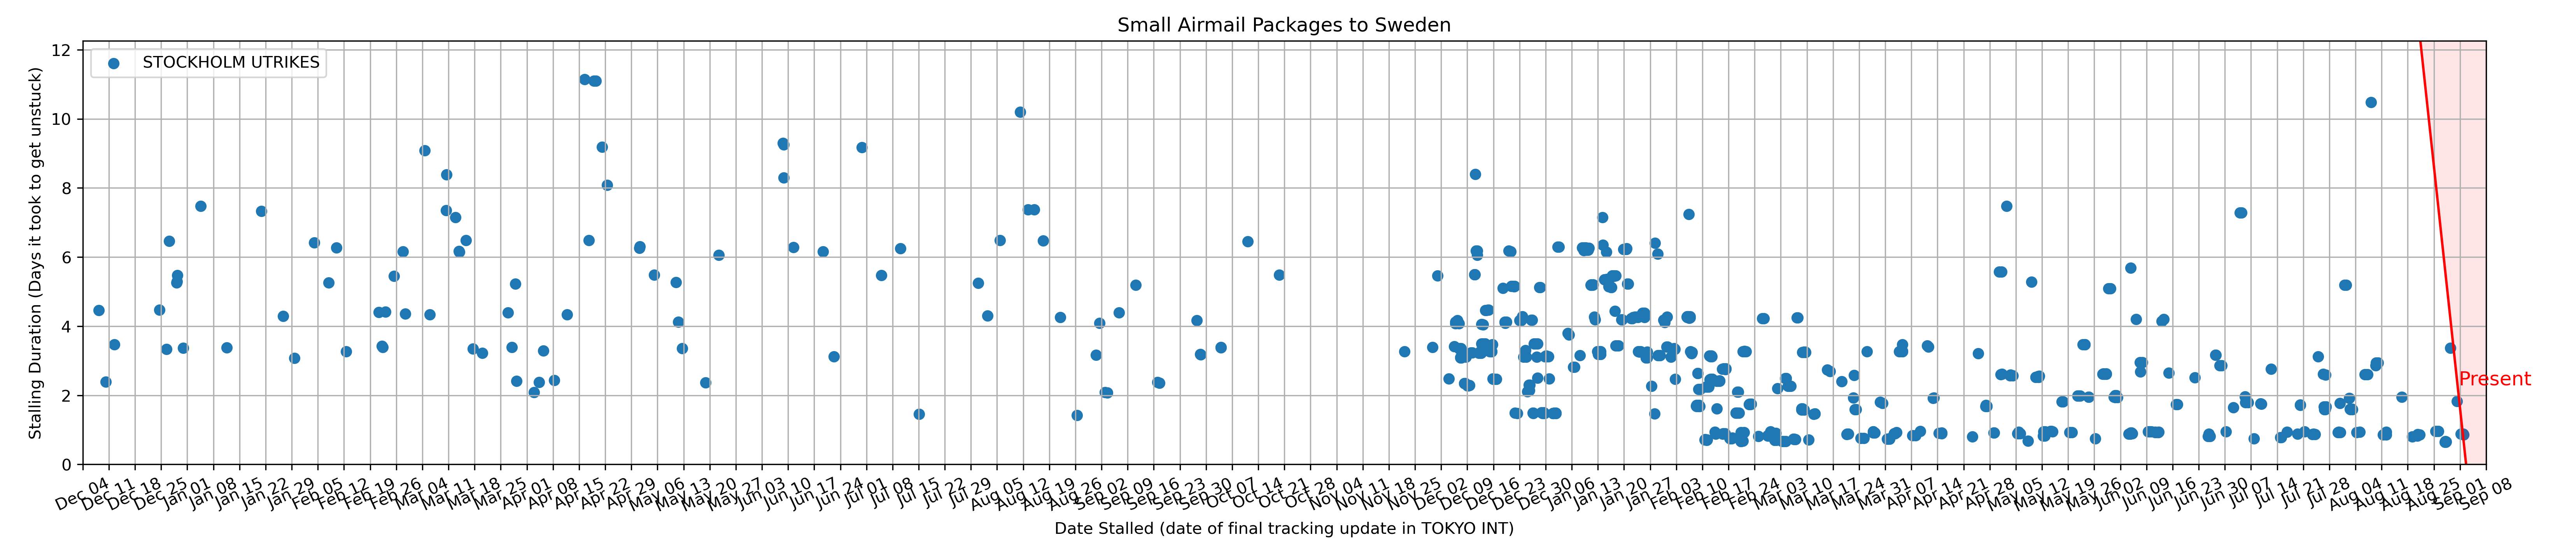 Small Airmail Packages to Sweden
STOCKHOLM UTRIKES
Stalling Duration (Days it took to get unstuck)
12
10
8
6
4
2
0
Present
Dec 04 Dec 11 Dec 18 Dec 25 Jan 01 Jan 08 Jan 15 Jan 22 Jan 29 Feb 05 Feb 12 Feb 19 Feb 26 Mar 04 Mar 11 Mar 18 Mar 25 Apr 01 Apr 08 Apr 15 Apr 22 Apr 29 May 06 May 13 May 20 May 27 Jun 03 Jun 10 Jun 17 Jun 24 Jul 01 Jul 08 Jul 15 Jul 22 Jul 29 Aug 05 Aug 12 Aug 19 Aug 26 Sep 02 Sep 09 Sep 16 Sep 23 Sep 30 Oct 07 Oct 14 Oct 21 Oct 28 Nov 04 Nov 11 Nov 18 Nov 25 Dec 02 Dec 09 Dec 16 Dec 23 Dec 30 Jan 06 Jan 13 Jan 20 Jan 27 Feb 03 Feb 10 Feb 17 Feb 24 Mar 03 Mar 10 Mar 17 Mar 24 Mar 31 Apr 07 Apr 14 Apr 21 Apr 28 May 05 May 12 May 19 May 26 Jun 02 Jun 09 Jun 16 Jun 23 Jun 30 Jul 07 Jul 14 Jul 21 Jul 28 Aug 04 Aug 11 Aug 18 Aug 25 Sep 01 Sep 08
Date Stalled (date of final tracking update in TOKYO INT)